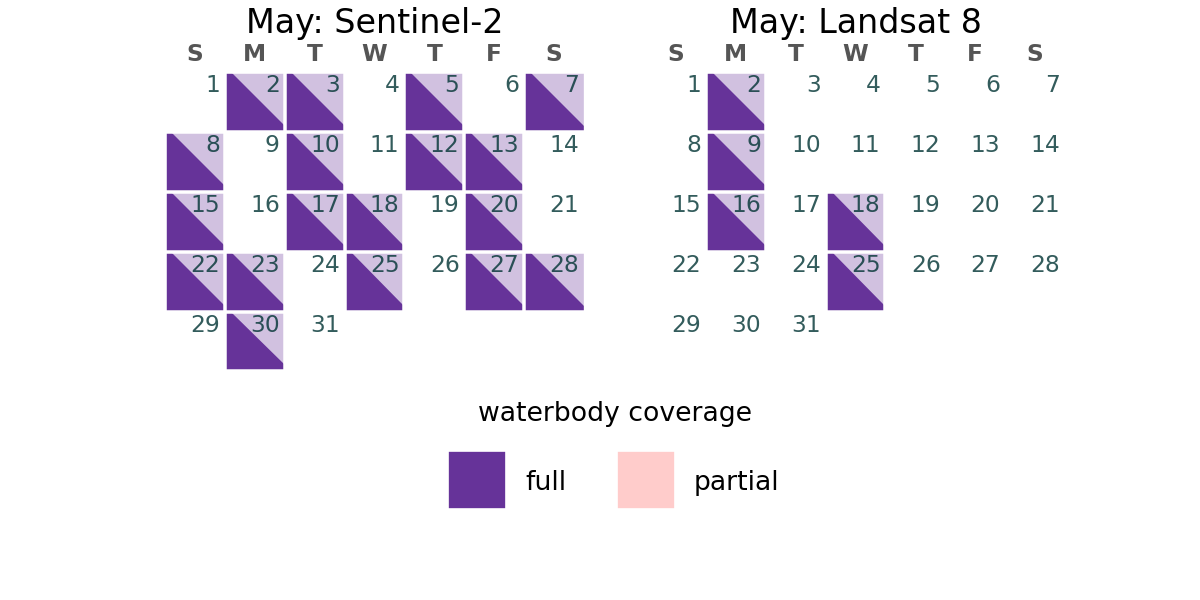 May: Sentinel-2
S M T W T F S
1 2 3 4 5 6 7
8 9 10 11 12 13 14
15 16 17 18 19 20 21
22 23 24 25 26 27 28
29 30 31
May: Landsat 8
S M T W T F S
1 2 3 4 5 6 7
8 9 10 11 12 13 14
15 16 17 18 19 20 21
22 23 24 25 26 27 28
29 30 31
waterbody coverage
full
partial